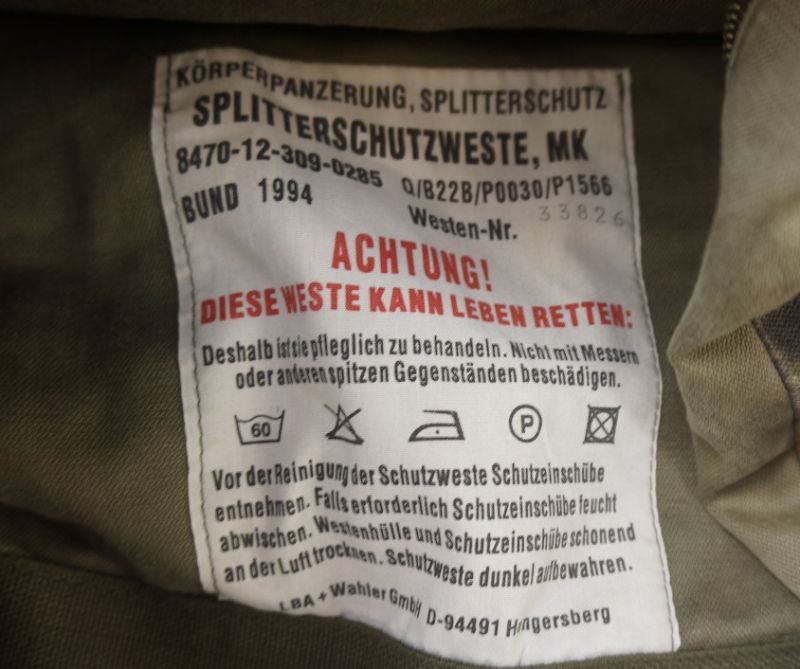 KÖRPERPANZERUNG, SPLITTERSCHUTZ
SPLITTERSCHUTZWESTE, MK
8470-12-309-0285 Q/B22B/P0030/P1566
BUND 1994 Westen-Nr. 33826
ACHTUNG!
DIESE WESTE KANN LEBEN RETTEN:
Deshalb ist sie pfleglich zu behandeln. Nicht mit Messern
oder anderen spitzen Gegenständen beschädigen.
60 P
Vor der Reinigung der Schutzweste Schutzeinschübe
entnehmen. Falls erforderlich Schutzeinschübe feucht
abwischen. Westenhülle und Schutzeinschübe schonend
an der Luft trocknen. Schutzweste dunkel aufbewahren.
LBA + Wahler GmbH D-94491 Hengersberg